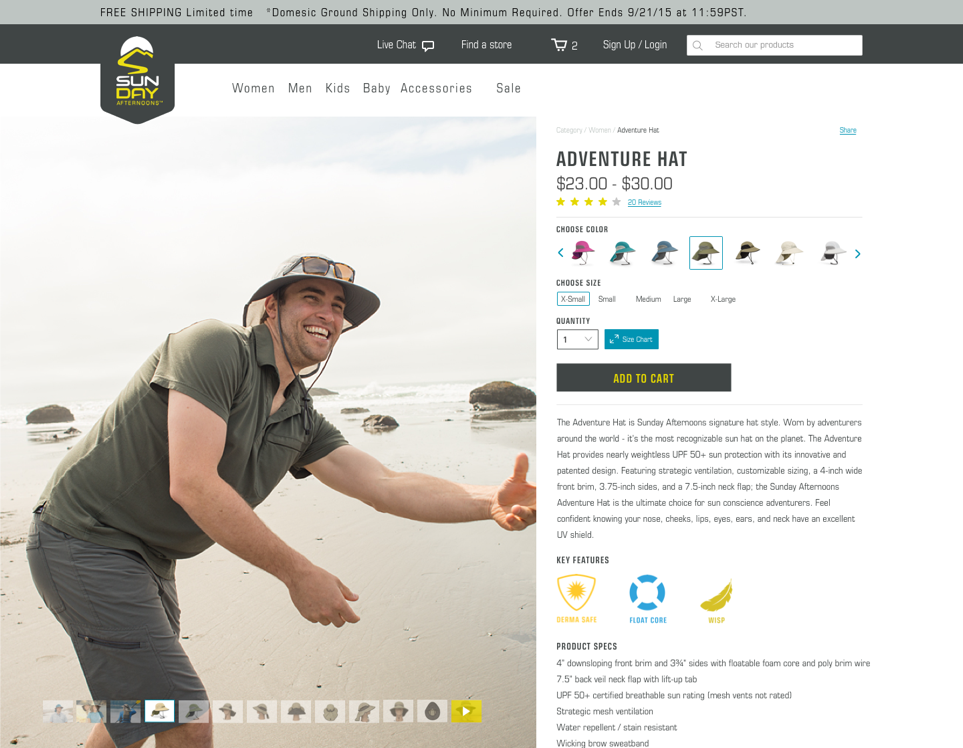 FREE SHIPPING Limited time *Domesic Ground Shipping Only. No Minimum Required. Offer Ends 9/21/15 at 11:59PST.
Live Chat Find a store 2 Sign Up / Login Search our products
SUN
DAY
AFTERNOONS™
Women Men Kids Baby Accessories Sale
Category / Women / Adventure Hat Share
ADVENTURE HAT
$23.00 - $30.00
20 Reviews
CHOOSE COLOR
CHOOSE SIZE
X-Small Small Medium Large X-Large
QUANTITY
1 Size Chart
ADD TO CART
The Adventure Hat is Sunday Afternoons signature hat style. Worn by adventurers
around the world - it's the most recognizable sun hat on the planet. The Adventure
Hat provides nearly weightless UPF 50+ sun protection with its innovative and
patented design. Featuring strategic ventilation, customizable sizing, a 4-inch wide
front brim, 3.75-inch sides, and a 7.5-inch neck flap; the Sunday Afternoons
Adventure Hat is the ultimate choice for sun conscience adventurers. Feel
confident knowing your nose, cheeks, lips, eyes, ears, and neck have an excellent
UV shield.
KEY FEATURES
DERMA SAFE FLOAT CORE WISP
PRODUCT SPECS
4" downsloping front brim and 3¾" sides with floatable foam core and poly brim wire
7.5" back veil neck flap with lift-up tab
UPF 50+ certified breathable sun rating (mesh vents not rated)
Strategic mesh ventilation
Water repellent / stain resistant
Wicking brow sweatband